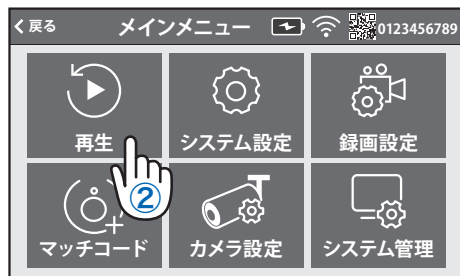 く戻る メインメニュー 0123456789
再生 システム設定 録画設定
②
マッチコード カメラ設定 システム管理